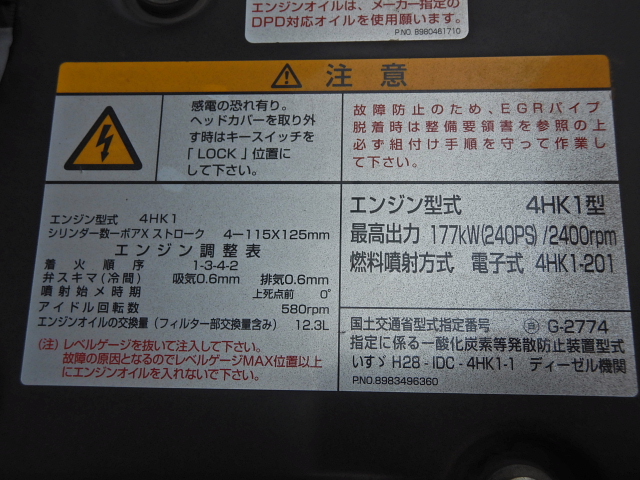 エンジンオイルは、メーカー指定の
DPD対応オイルを使用願います。
P.NO. 8980461710
注意
感電の恐れ有り。
ヘッドカバーを取り外
す時はキースイッチを
「LOCK」位置に
して下さい。
故障防止のため、EGRパイプ
脱着時は整備要領書を参照の上
必ず組付け手順を守って作業し
て下さい。
エンジン型式 4HK1
シリンダー数ーボアXストローク 4-115X125mm
エンジン調整表
着火順序 1-3-4-2
弁スキマ(冷間) 吸気0.6mm 排気0.6mm
噴射始メ時期 上死点前 0°
アイドル回転数 580rpm
エンジンオイルの交換量(フィルター部交換量含み) 12.3L
(注)レベルゲージを抜いて注入して下さい。
故障の原因となるのでレベルゲージMAX位置以上
にエンジンオイルを入れないで下さい。
エンジン型式 4HK1型
最高出力 177kW(240PS)/2400rpm
燃料噴射方式 電子式 4HK1-201
国土交通省型式指定番号 G-2774
指定に係る一酸化炭素等発散防止装置型式
いすゞ H28-IDC-4HK1-1 ディーゼル機関
P.NO.8983496360